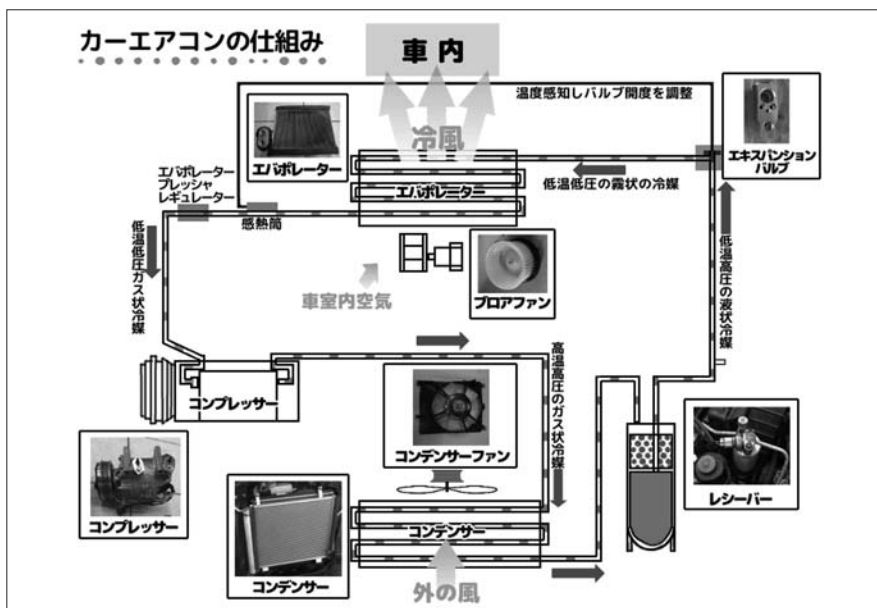 カーエアコンの仕組み
車内
温度感知しバルブ開度を調整
冷風
エバポレーター
エバポレーター
エキスパンション
バルブ
低温低圧の霧状の冷媒
エバポレーター
プレッシャ
レギュレーター
感熱筒
低温低圧ガス状冷媒
車室内空気
ブロアファン
低温高圧の液状冷媒
コンプレッサー
高温高圧のガス状冷媒
コンデンサーファン
コンプレッサー
レシーバー
コンデンサー
コンデンサー
外の風